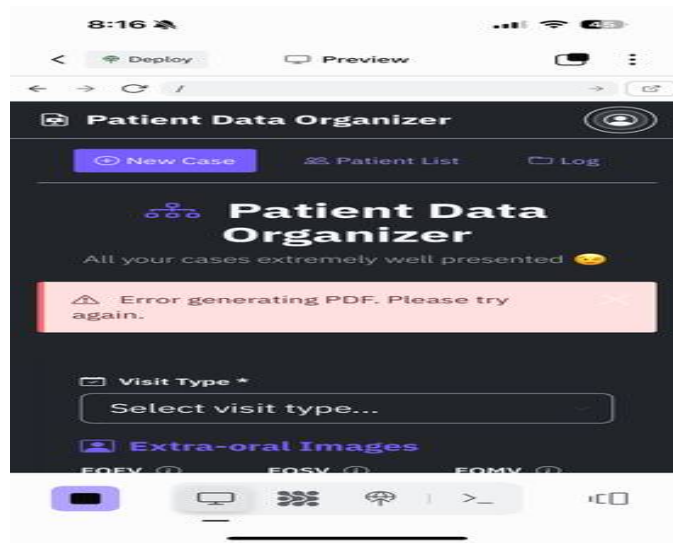 8:16
45
Deploy
Preview
/
Patient Data Organizer
New Case
Patient List
Log
Patient Data
Organizer
All your cases extremely well presented 😉
Error generating PDF. Please try
again.
Visit Type *
Select visit type...
Extra-oral Images
EOFV
EOSV
EOMV
>_